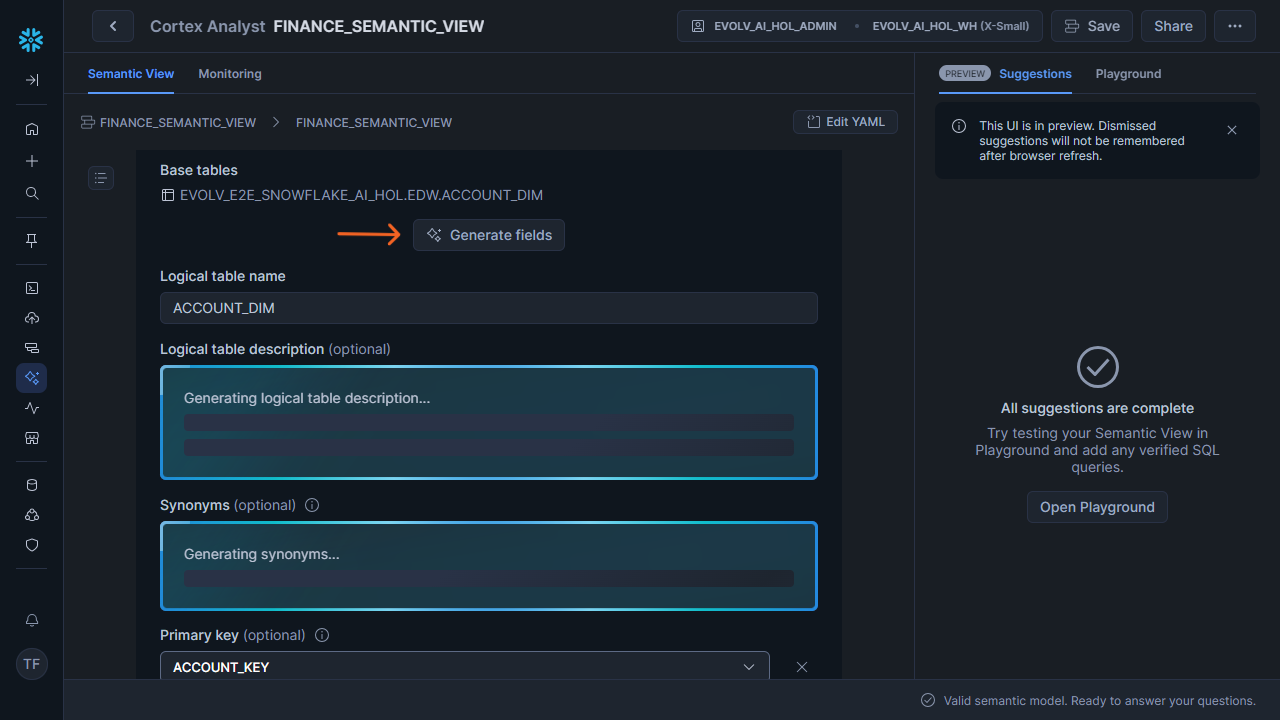 Cortex Analyst FINANCE_SEMANTIC_VIEW
EVOLV_AI_HOL_ADMIN • EVOLV_AI_HOL_WH (X-Small)
Save
Share
Semantic View
Monitoring
PREVIEW Suggestions
Playground
FINANCE_SEMANTIC_VIEW > FINANCE_SEMANTIC_VIEW
Edit YAML
This UI is in preview. Dismissed
suggestions will not be remembered
after browser refresh.
Base tables
EVOLV_E2E_SNOWFLAKE_AI_HOL.EDW.ACCOUNT_DIM
Generate fields
Logical table name
ACCOUNT_DIM
Logical table description (optional)
Generating logical table description...
Synonyms (optional)
Generating synonyms...
Primary key (optional)
ACCOUNT_KEY
All suggestions are complete
Try testing your Semantic View in
Playground and add any verified SQL
queries.
Open Playground
TF
Valid semantic model. Ready to answer your questions.